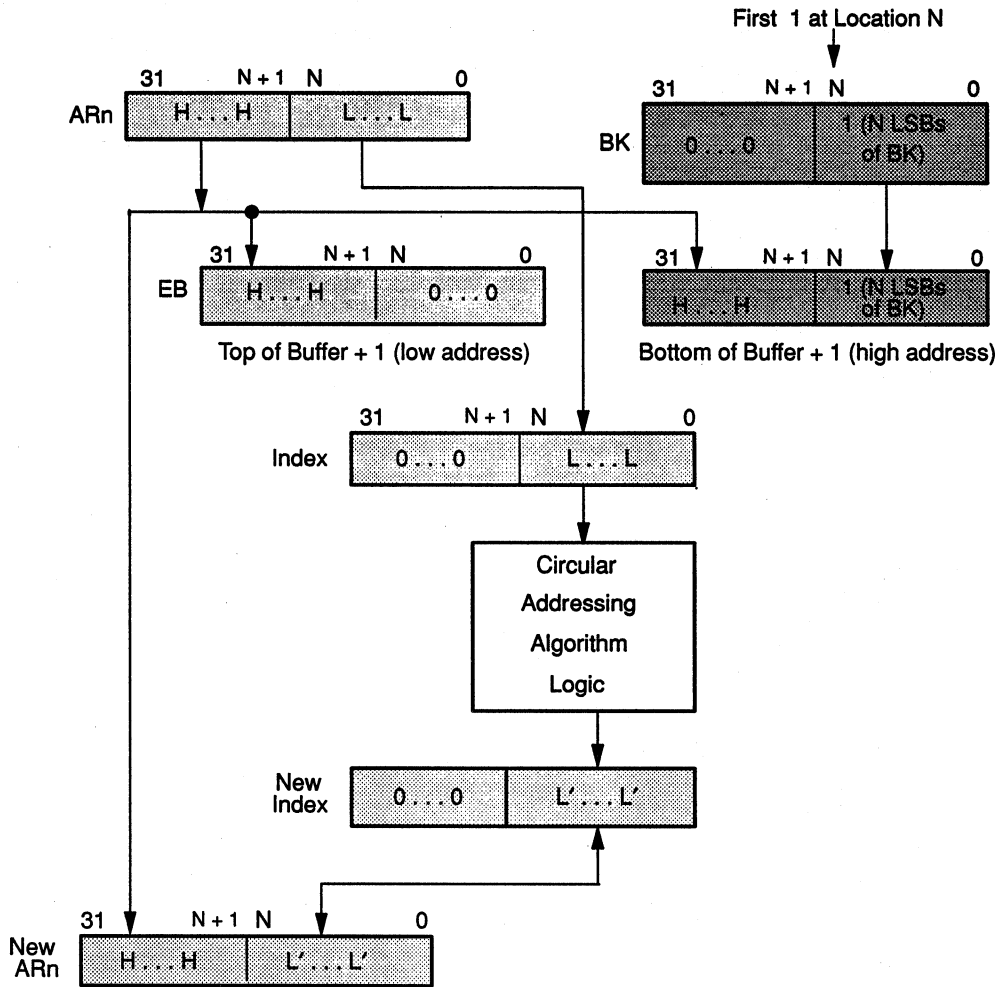 First 1 at Location N
31 N + 1 N 0
ARn H...H L...L
31 N + 1 N 0
BK 0...0 1 (N LSBs
of BK)
31 N + 1 N 0
EB H...H 0...0
Top of Buffer + 1 (low address)
31 N + 1 N 0
H...H 1 (N LSBs
of BK)
Bottom of Buffer + 1 (high address)
31 N + 1 N 0
Index 0...0 L...L
Circular
Addressing
Algorithm
Logic
New
Index 0...0 L′...L′
31 N + 1 N 0
New
ARn H...H L′...L′